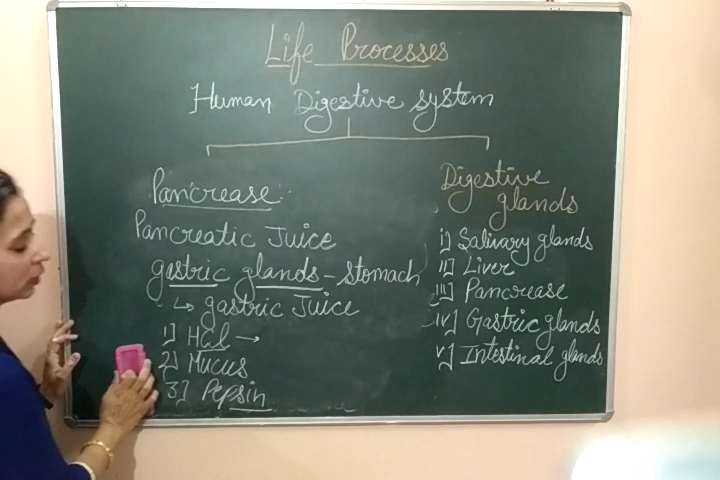 Life Processes
Human Digestive system
Pancrease
Pancreatic Juice
gastric glands - stomach
↳ gastric Juice
1] Hcl →
2] Mucus
3] Pepsin
Digestive
glands
i] Salivary glands
ii] Liver
iii] Pancrease
iv] Gastric glands
v] Intestinal glands